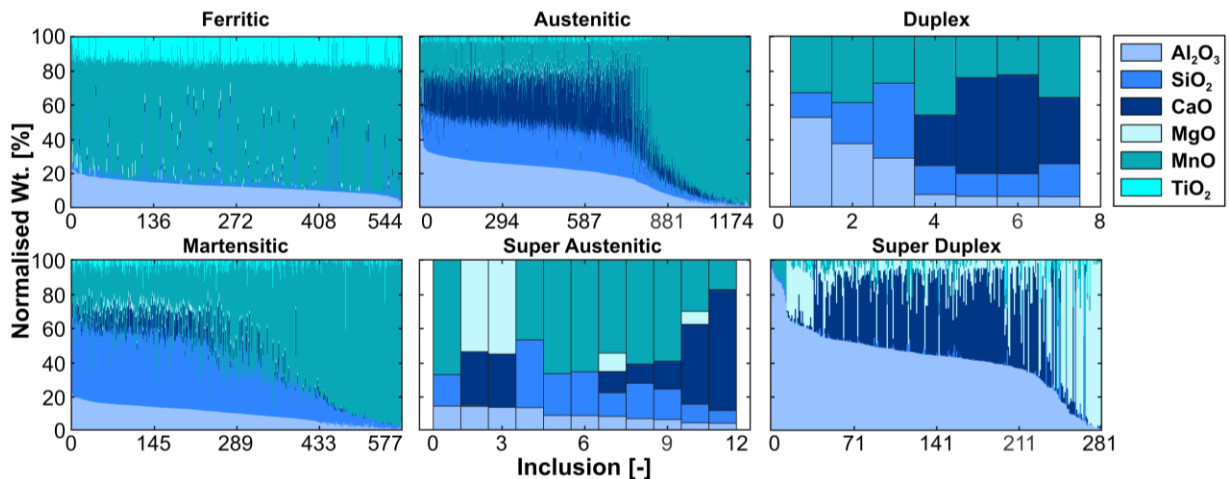 Ferritic
Austenitic
Duplex
100
80
60
40
20
0
0 136 272 408 544
0 294 587 881 1174
2 4 6 8
Al₂O₃
SiO₂
CaO
MgO
MnO
TiO₂
Normalised Wt. [%]
Martensitic
Super Austenitic
Super Duplex
100
80
60
40
20
0
0 145 289 433 577
0 3 6 9 12
0 71 141 211 281
Inclusion [-]